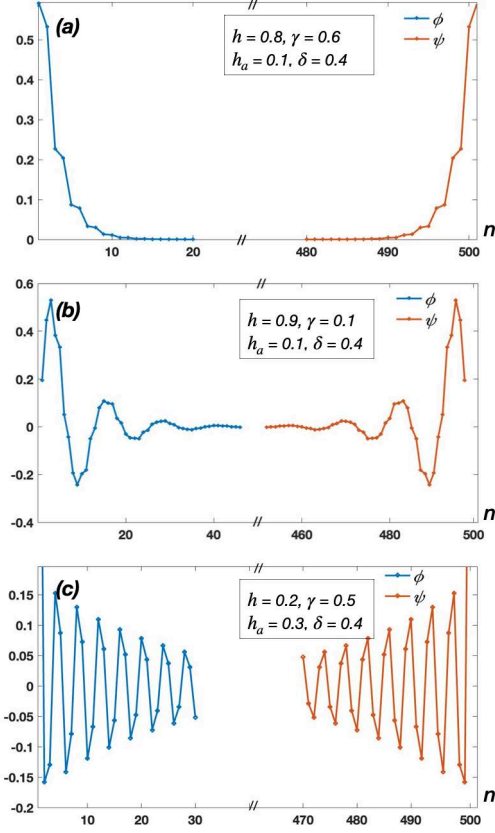 (a)
h = 0.8, γ = 0.6
hₐ = 0.1, δ = 0.4
ϕ
ψ
0.5
0.4
0.3
0.2
0.1
0
10 20 // 480 490 500 n
(b)
h = 0.9, γ = 0.1
hₐ = 0.1, δ = 0.4
ϕ
ψ
0.6
0.4
0.2
0
-0.2
-0.4
20 40 // 460 480 500 n
(c)
h = 0.2, γ = 0.5
hₐ = 0.3, δ = 0.4
ϕ
ψ
0.15
0.1
0.05
0
-0.05
-0.1
-0.15
-0.2
10 20 30 // 470 480 490 500 n